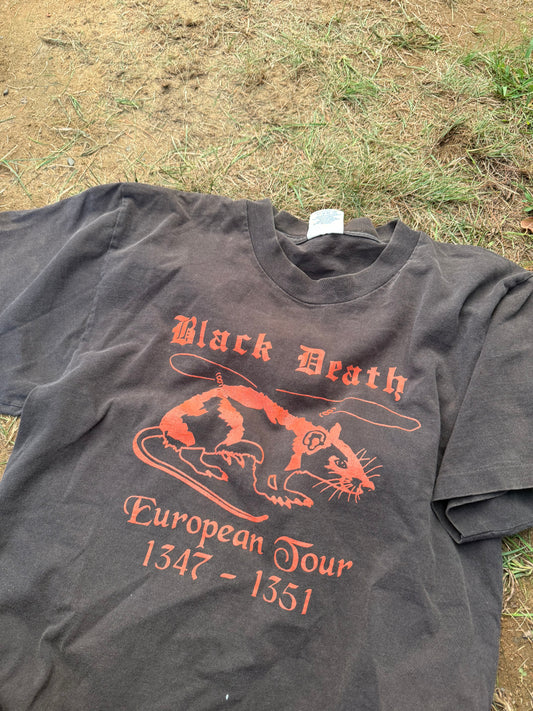 Black Death
European Tour
1347 - 1351